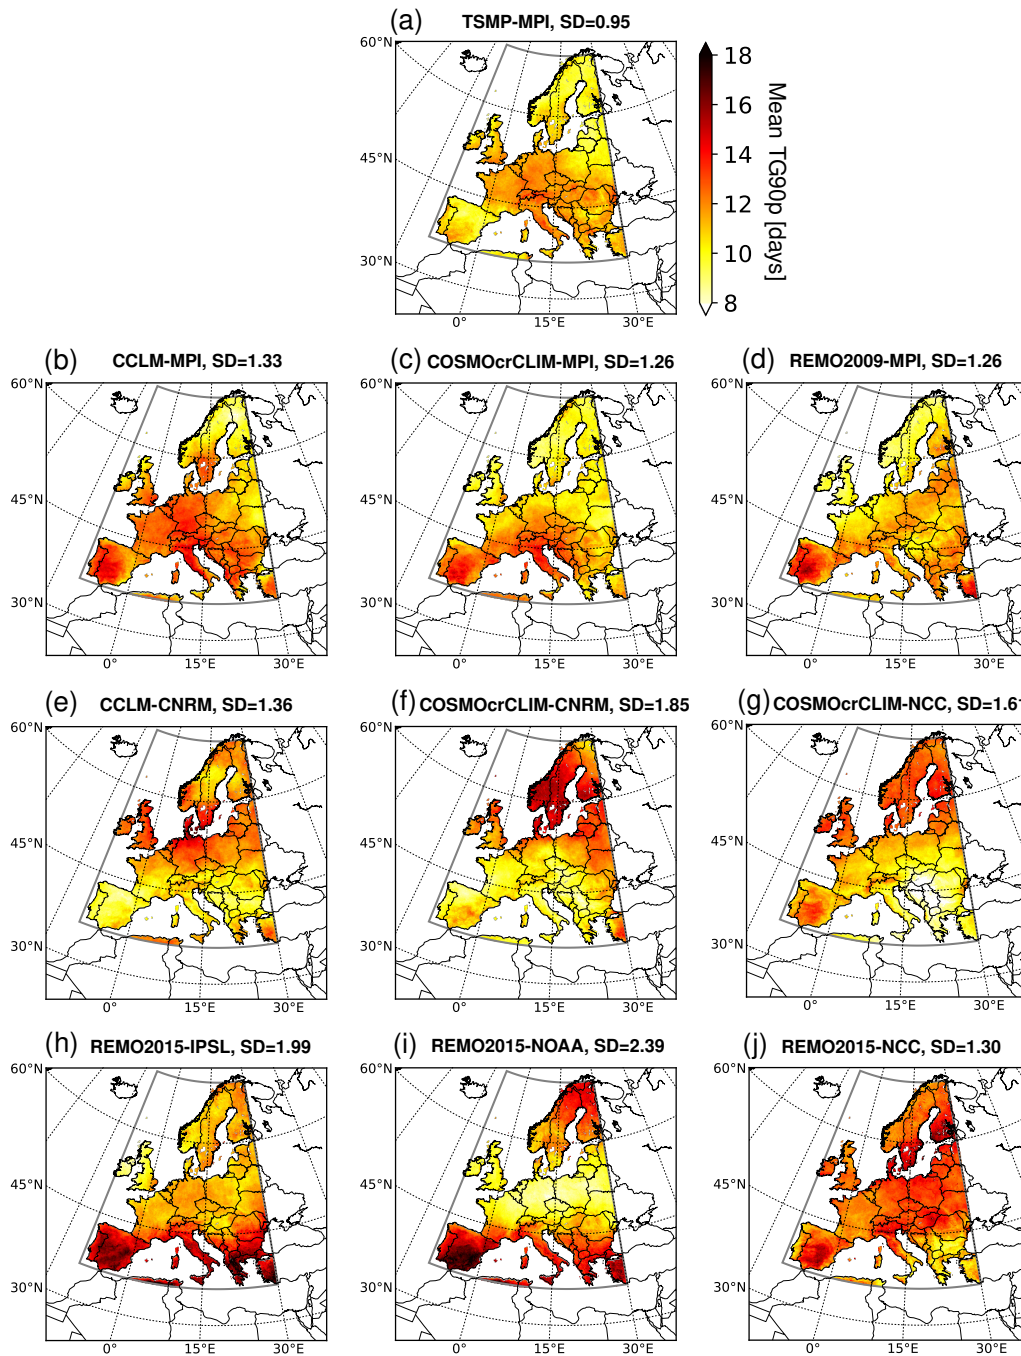 (a) TSMP-MPI, SD=0.95
60°N
45°N
30°N
0° 15°E 30°E
18
16
14
12
10
8
Mean TG90p [days]
(b) CCLM-MPI, SD=1.33
60°N
45°N
30°N
0° 15°E 30°E
(c) COSMOcrCLIM-MPI, SD=1.26
60°N
45°N
30°N
0° 15°E 30°E
(d) REMO2009-MPI, SD=1.26
60°N
45°N
30°N
0° 15°E 30°E
(e) CCLM-CNRM, SD=1.36
60°N
45°N
30°N
0° 15°E 30°E
(f) COSMOcrCLIM-CNRM, SD=1.85
60°N
45°N
30°N
0° 15°E 30°E
(g) COSMOcrCLIM-NCC, SD=1.61
60°N
45°N
30°N
0° 15°E 30°E
(h) REMO2015-IPSL, SD=1.99
60°N
45°N
30°N
0° 15°E 30°E
(i) REMO2015-NOAA, SD=2.39
60°N
45°N
30°N
0° 15°E 30°E
(j) REMO2015-NCC, SD=1.30
60°N
45°N
30°N
0° 15°E 30°E